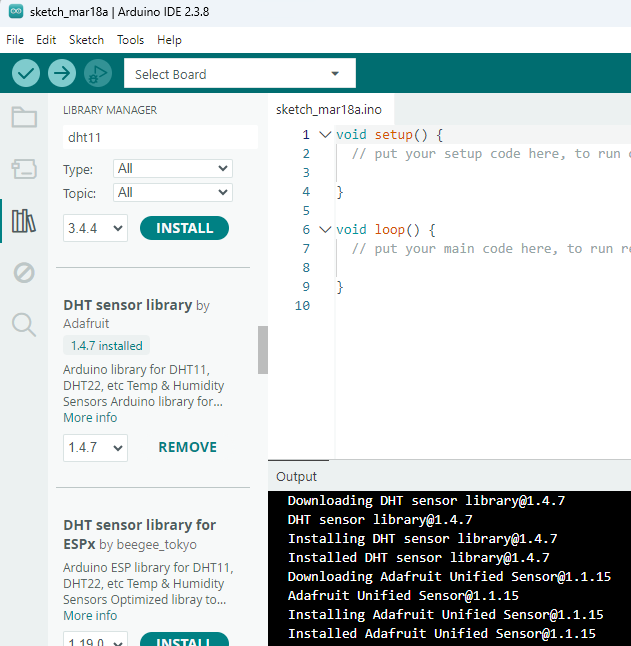 sketch_mar18a | Arduino IDE 2.3.8
File Edit Sketch Tools Help
Select Board
LIBRARY MANAGER
dht11
Type: All
Topic: All
3.4.4 INSTALL
DHT sensor library by
Adafruit
1.4.7 installed
Arduino library for DHT11,
DHT22, etc Temp & Humidity
Sensors Arduino library for...
More info
1.4.7 REMOVE
DHT sensor library for
ESPx by beegee_tokyo
Arduino ESP library for DHT11,
DHT22, etc Temp & Humidity
Sensors Optimized libray to...
More info
1.19.0 INSTALL
sketch_mar18a.ino
1 void setup() {
2 // put your setup code here, to run
3
4 }
5
6 void loop() {
7 // put your main code here, to run
8
9 }
10
Output
Downloading DHT sensor library@1.4.7
DHT sensor library@1.4.7
Installing DHT sensor library@1.4.7
Installed DHT sensor library@1.4.7
Downloading Adafruit Unified Sensor@1.1.15
Adafruit Unified Sensor@1.1.15
Installing Adafruit Unified Sensor@1.1.15
Installed Adafruit Unified Sensor@1.1.15